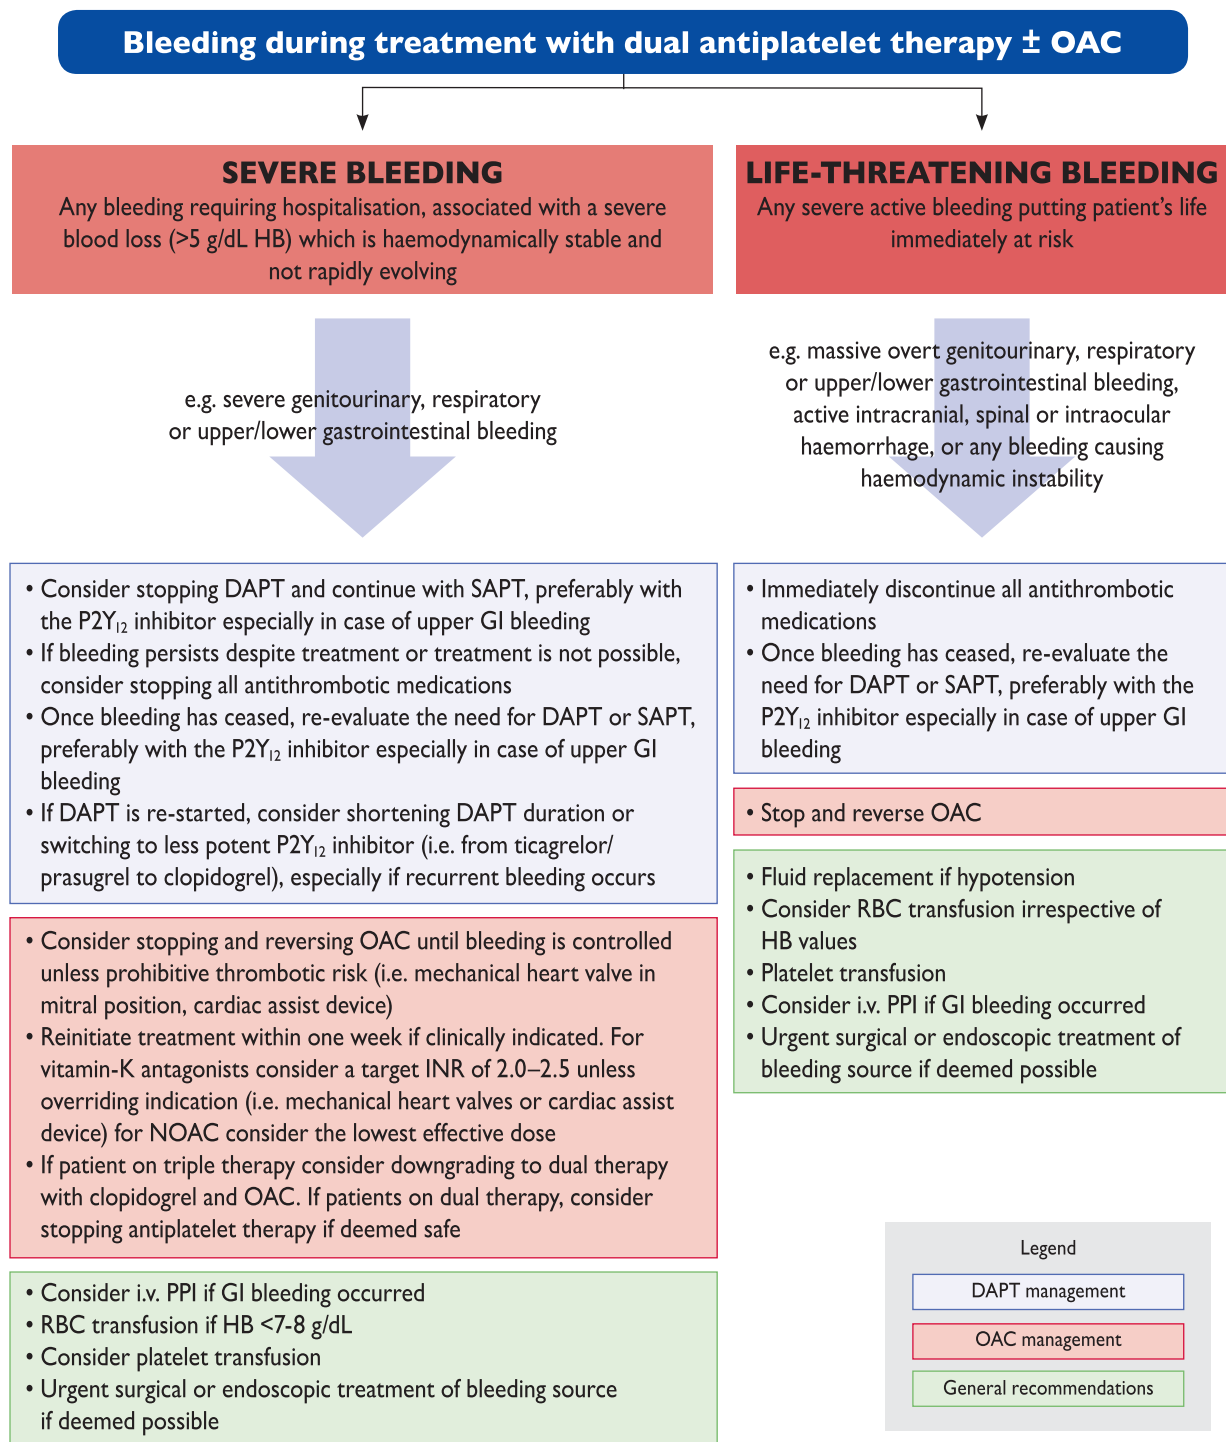 Bleeding during treatment with dual antiplatelet therapy ± OAC
SEVERE BLEEDING
Any bleeding requiring hospitalisation, associated with a severe
blood loss (>5 g/dL HB) which is haemodynamically stable and
not rapidly evolving
e.g. severe genitourinary, respiratory
or upper/lower gastrointestinal bleeding
• Consider stopping DAPT and continue with SAPT, preferably with
the P2Y₁₂ inhibitor especially in case of upper GI bleeding
• If bleeding persists despite treatment or treatment is not possible,
consider stopping all antithrombotic medications
• Once bleeding has ceased, re-evaluate the need for DAPT or SAPT,
preferably with the P2Y₁₂ inhibitor especially in case of upper GI
bleeding
• If DAPT is re-started, consider shortening DAPT duration or
switching to less potent P2Y₁₂ inhibitor (i.e. from ticagrelor/
prasugrel to clopidogrel), especially if recurrent bleeding occurs
• Consider stopping and reversing OAC until bleeding is controlled
unless prohibitive thrombotic risk (i.e. mechanical heart valve in
mitral position, cardiac assist device)
• Reinitiate treatment within one week if clinically indicated. For
vitamin-K antagonists consider a target INR of 2.0–2.5 unless
overriding indication (i.e. mechanical heart valves or cardiac assist
device) for NOAC consider the lowest effective dose
• If patient on triple therapy consider downgrading to dual therapy
with clopidogrel and OAC. If patients on dual therapy, consider
stopping antiplatelet therapy if deemed safe
• Consider i.v. PPI if GI bleeding occurred
• RBC transfusion if HB <7-8 g/dL
• Consider platelet transfusion
• Urgent surgical or endoscopic treatment of bleeding source
if deemed possible
LIFE-THREATENING BLEEDING
Any severe active bleeding putting patient's life
immediately at risk
e.g. massive overt genitourinary, respiratory
or upper/lower gastrointestinal bleeding,
active intracranial, spinal or intraocular
haemorrhage, or any bleeding causing
haemodynamic instability
• Immediately discontinue all antithrombotic
medications
• Once bleeding has ceased, re-evaluate the
need for DAPT or SAPT, preferably with the
P2Y₁₂ inhibitor especially in case of upper GI
bleeding
• Stop and reverse OAC
• Fluid replacement if hypotension
• Consider RBC transfusion irrespective of
HB values
• Platelet transfusion
• Consider i.v. PPI if GI bleeding occurred
• Urgent surgical or endoscopic treatment of
bleeding source if deemed possible
Legend
DAPT management
OAC management
General recommendations